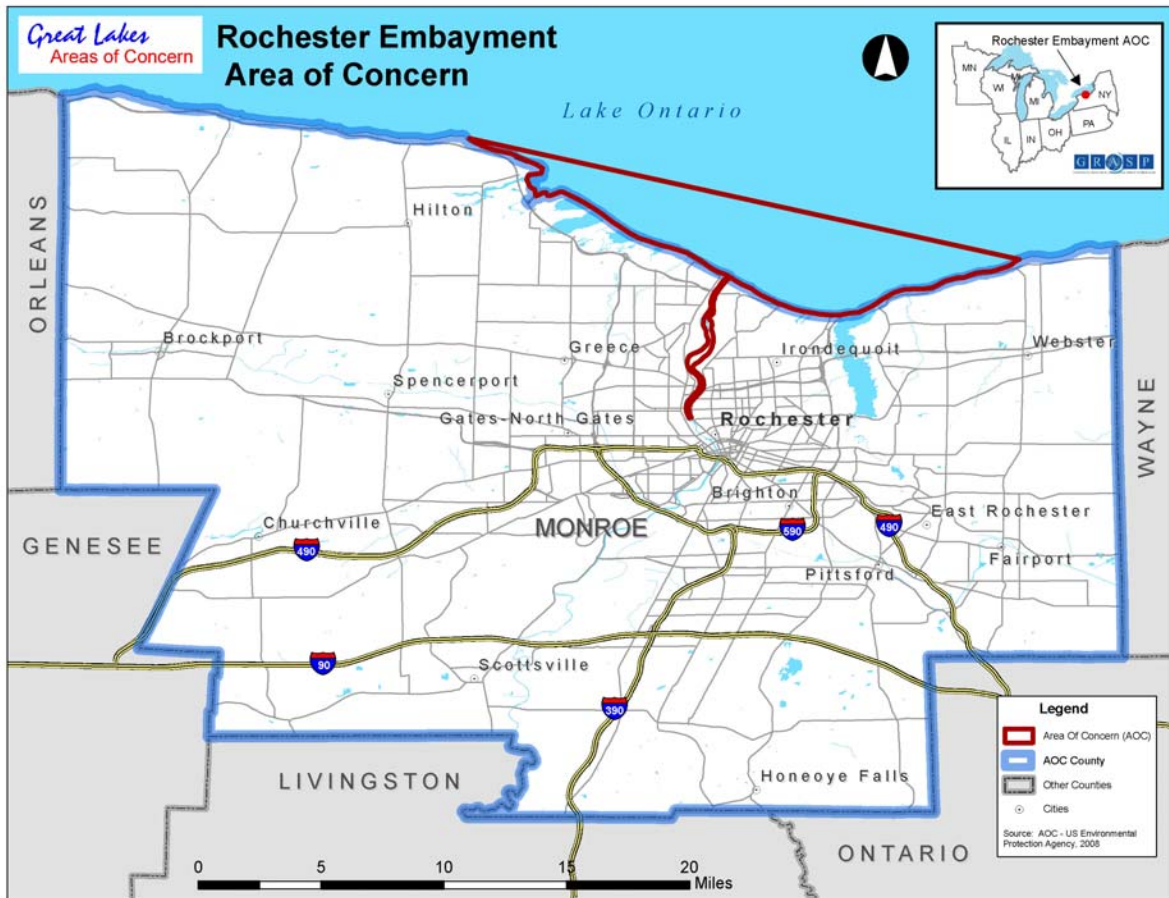 Great Lakes
Areas of Concern
Rochester Embayment
Area of Concern
Lake Ontario
Rochester Embayment AOC
MN
WI
MI
MI
NY
PA
IL
IN
OH
GRASP
ORLEANS
Hilton
Brockport
Greece
Irondequoit
Webster
Spencerport
Gates-North Gates
Rochester
WAYNE
GENESEE
Churchville
490
MONROE
Brighton
590
490
East Rochester
Fairport
Pittsford
90
Scottsville
390
LIVINGSTON
Honeoye Falls
ONTARIO
Legend
Area Of Concern (AOC)
AOC County
Other Counties
Cities
Source: AOC - US Environmental
Protection Agency, 2008
0 5 10 15 20
Miles